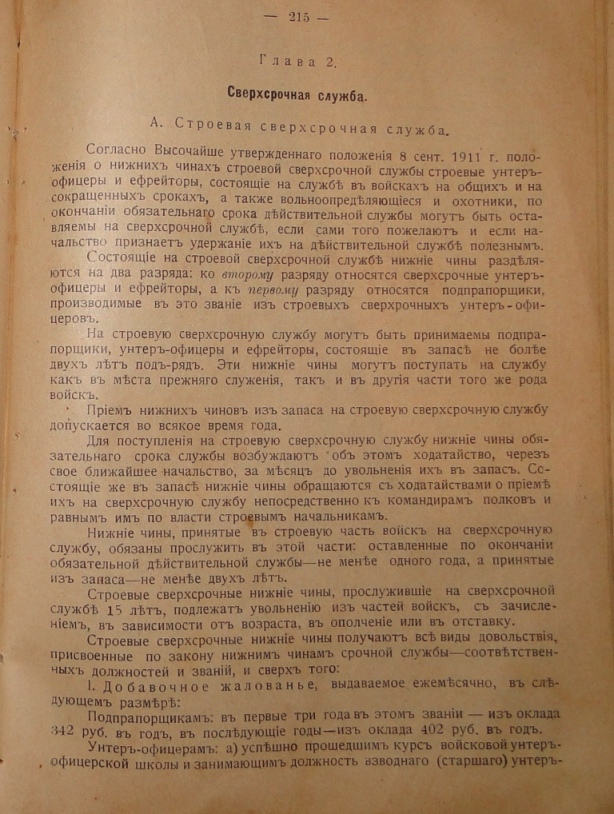 — 215 —
Глава 2.
Сверхсрочная служба.
А. Строевая сверхсрочная служба.
Согласно Высочайше утвержденнаго положенія 8 сент. 1911 г. поло-
женія о нижнихъ чинахъ строевой сверхсрочной службы строевые унтеръ-
офицеры и ефрейторы, состоящіе на службѣ въ войскахъ на общихъ и на
сокращенныхъ срокахъ, а также вольноопредѣляющіеся и охотники, по
окончаніи обязательнаго срока дѣйствительной службы могутъ быть оста-
вляемы на сверхсрочной службѣ, если сами того пожелаютъ и если на-
чальство признаетъ удержаніе ихъ на дѣйствительной службѣ полезнымъ.
Состоящіе на строевой сверхсрочной службѣ нижніе чины раздѣля-
ются на два разряда: ко второму разряду относятся сверхсрочные унтеръ-
офицеры и ефрейторы, а къ первому разряду относятся подпрапорщики,
производимые въ это званіе изъ строевыхъ сверхрочныхъ унтеръ-офи-
церовъ.
На строевую сверхсрочную службу могутъ быть принимаемы подпра-
порщики, унтеръ-офицеры и ефрейторы, состоящіе въ запасѣ не болѣе
двухъ лѣтъ подъ-рядъ. Эти нижніе чины могутъ поступать на службу
какъ въ мѣста прежняго служенія, такъ и въ другія части того же рода
войскъ.
Пріемъ нижнихъ чиновъ изъ запаса на строевую сверхсрочную службу
допускается во всякое время года.
Для поступленія на строевую сверхсрочную службу нижніе чины обя-
зательнаго срока службы возбуждаютъ объ этомъ ходатайство, черезъ
свое ближайшее начальство, за мѣсяцъ до увольненія ихъ въ запасъ. Со-
стоящіе же въ запасѣ нижніе чины обращаются съ ходатайствами о пріемѣ
ихъ на сверхсрочную службу непосредственно къ командирамъ полковъ и
равнымъ имъ по власти строевымъ начальникамъ.
Нижніе чины, принятые въ строевую часть войскъ на сверхсрочную
службу, обязаны прослужить въ этой части: оставленные по окончаніи
обязательной дѣйствительной службы—не менѣе одного года, а принятые
изъ запаса—не менѣе двухъ лѣтъ.
Строевые сверхсрочные нижніе чины, прослужившіе на сверхсрочной
службѣ 15 лѣтъ, подлежатъ увольненію изъ частей войскъ, съ зачисле-
ніемъ, въ зависимости отъ возраста, въ ополченіе или въ отставку.
Строевые сверхсрочные нижніе чины получаютъ всѣ виды довольствія,
присвоенные по закону нижнимъ чинамъ срочной службы—соотвѣтствен-
ныхъ должностей и званій, и сверхъ того:
I. Добавочное жалованье, выдаваемое ежемѣсячно, въ слѣ-
дующемъ размѣрѣ:
Подпрапорщикамъ: въ первые три года въ этомъ званіи — изъ оклада
342 руб. въ годъ, въ послѣдующіе годы—изъ оклада 402 руб. въ годъ.
Унтеръ-офицерамъ: а) успѣшно прошедшимъ курсъ войсковой унтеръ-
офицерской школы и занимающимъ должность взводнаго (старшаго) унтеръ-